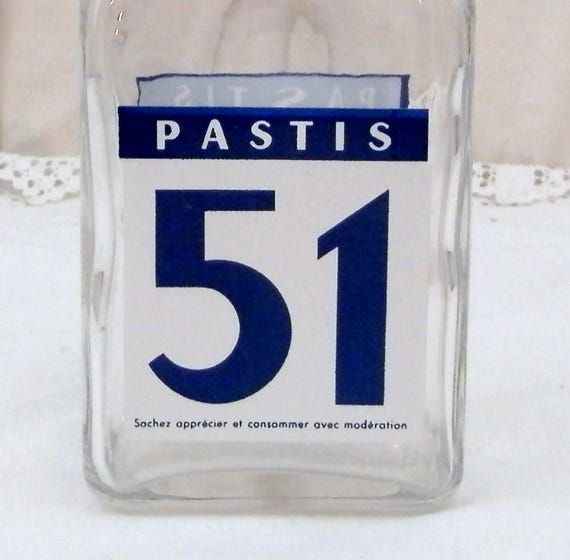 PASTIS
51
Sachez apprécier et consommer avec modération